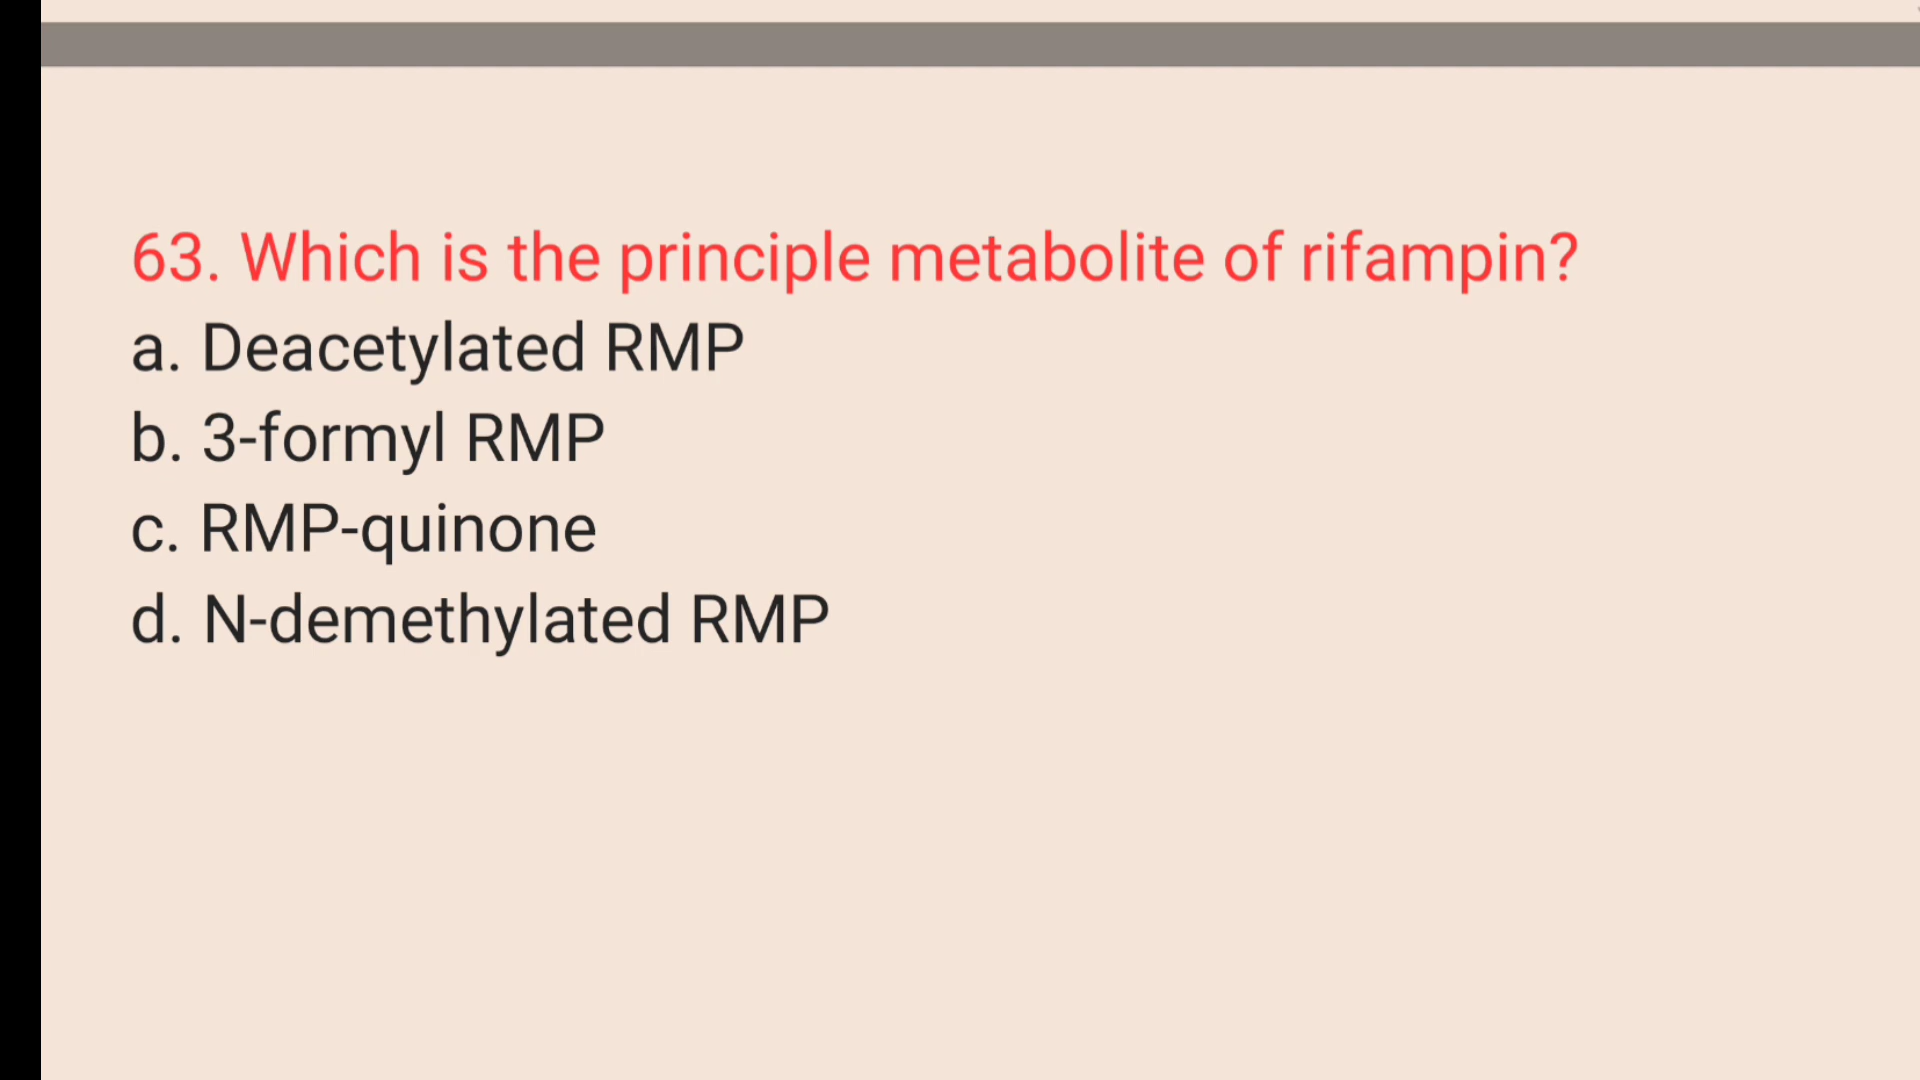 63. Which is the principle metabolite of rifampin?
a. Deacetylated RMP
b. 3-formyl RMP
c. RMP-quinone
d. N-demethylated RMP